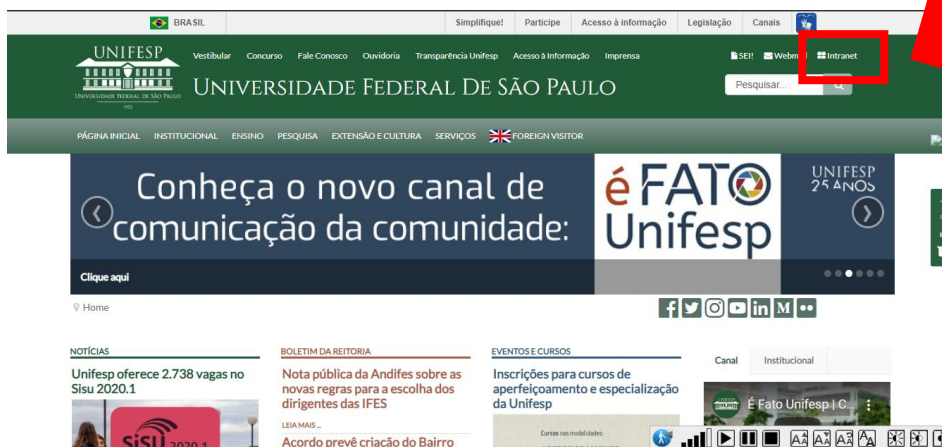 BRASIL Simplifique! Participe Acesso à informação Legislação Canais
UNIFESP
UNIVERSIDADE FEDERAL DE SÃO PAULO
1933
Vestibular Concurso Fale Conosco Ouvidoria Transparência Unifesp Acesso à Informação Imprensa
SEI! Intranet
UNIVERSIDADE FEDERAL DE SÃO PAULO
Pesquisar...
PÁGINA INICIAL INSTITUCIONAL ENSINO PESQUISA EXTENSÃO E CULTURA SERVIÇOS FOREIGN VISITOR
Conheça o novo canal de
comunicação da comunidade:
é FATO
Unifesp
UNIFESP
25 ANOS
Clique aqui
Home
NOTÍCIAS
Unifesp oferece 2.738 vagas no
Sisu 2020.1
sisu 2020.1
BOLETIM DA REITORIA
Nota pública da Andifes sobre as
novas regras para a escolha dos
dirigentes das IFES
LEIA MAIS ...
Acordo prevê criação do Bairro
EVENTOS E CURSOS
Inscrições para cursos de
aperfeiçoamento e especialização
da Unifesp
Cursos nas modalidades:
Canal Institucional
É Fato Unifesp | C...